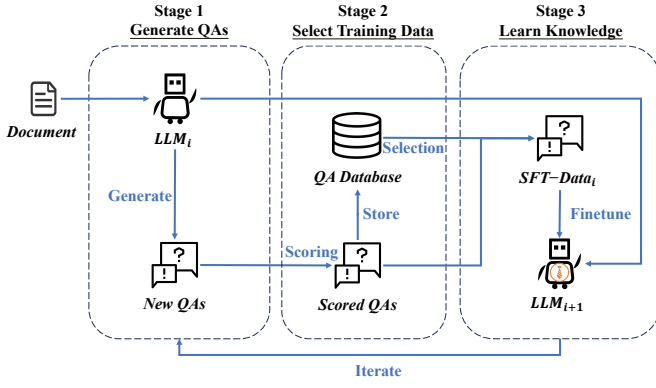 Stage 1
Generate QAs
Stage 2
Select Training Data
Stage 3
Learn Knowledge
Document
LLMᵢ
Generate
New QAs
Scoring
QA Database
Store
Scored QAs
Selection
SFT−Dataᵢ
Finetune
LLMᵢ₊₁
Iterate